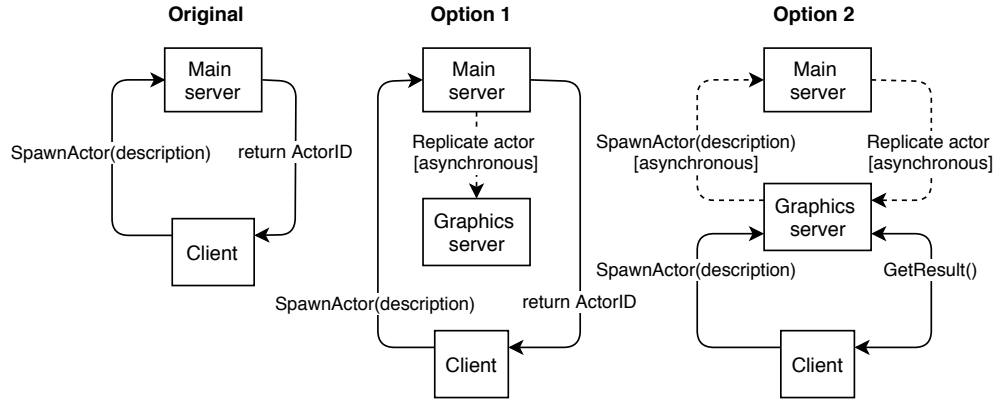 Original
Main
server
SpawnActor(description)
return ActorID
Client
Option 1
Main
server
Replicate actor
[asynchronous]
Graphics
server
SpawnActor(description)
return ActorID
Client
Option 2
Main
server
SpawnActor(description)
[asynchronous]
Replicate actor
[asynchronous]
Graphics
server
SpawnActor(description)
GetResult()
Client